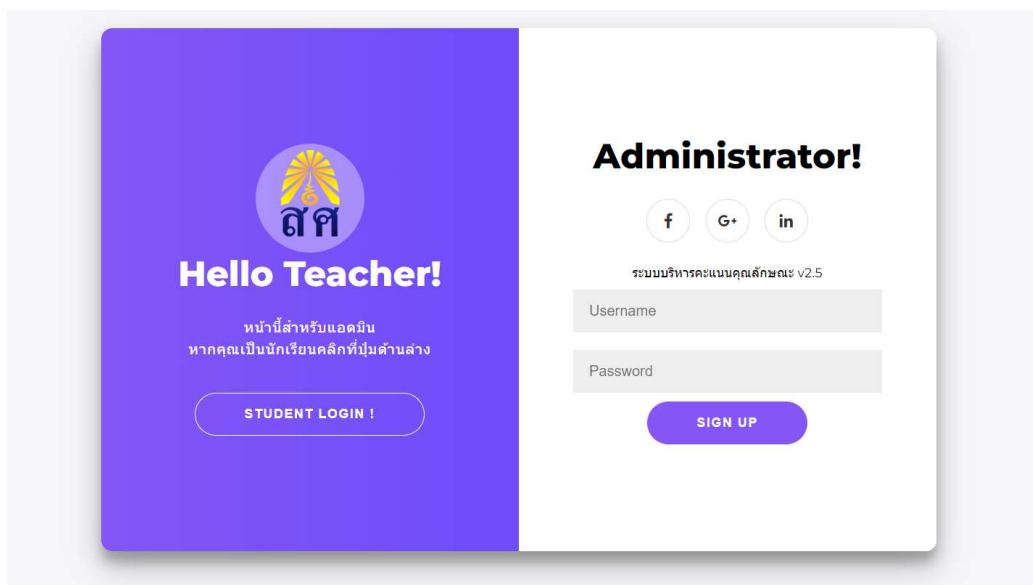 สศ
Hello Teacher!
หน้านี้สำหรับแอดมิน
หากคุณเป็นนักเรียนคลิกที่ปุ่มด้านล่าง
STUDENT LOGIN !
Administrator!
f
G+
in
ระบบบริหารคะแนนคุณลักษณะ v2.5
Username
Password
SIGN UP